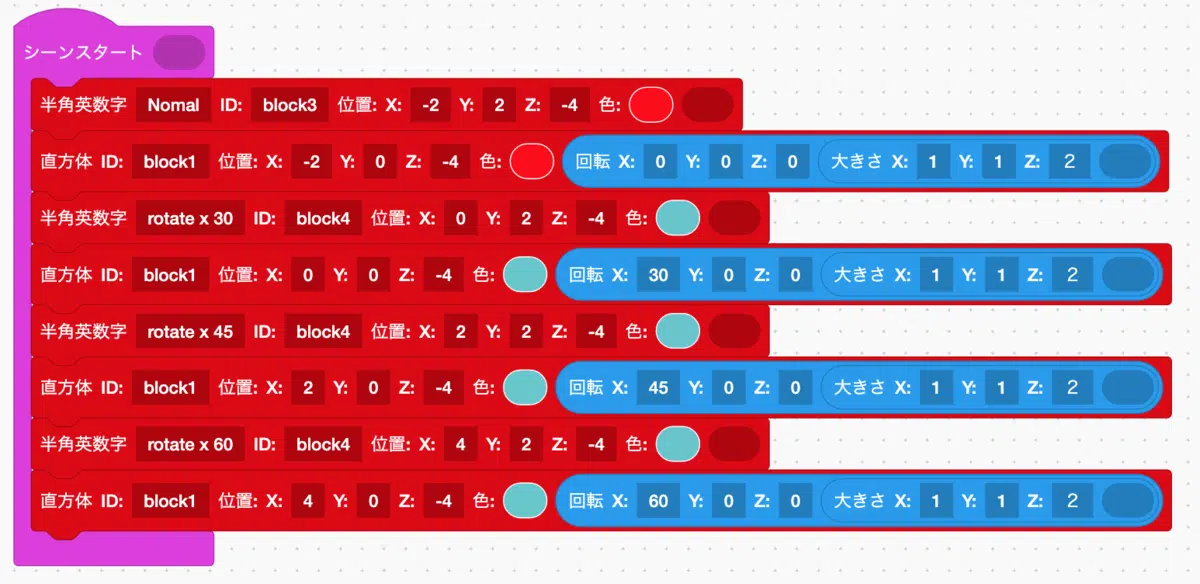 シーンスタート
半角英数字 Nomal ID: block3 位置: X: -2 Y: 2 Z: -4 色:
直方体 ID: block1 位置: X: -2 Y: 0 Z: -4 色: 回転 X: 0 Y: 0 Z: 0 大きさ X: 1 Y: 1 Z: 2
半角英数字 rotate x 30 ID: block4 位置: X: 0 Y: 2 Z: -4 色:
直方体 ID: block1 位置: X: 0 Y: 0 Z: -4 色: 回転 X: 30 Y: 0 Z: 0 大きさ X: 1 Y: 1 Z: 2
半角英数字 rotate x 45 ID: block4 位置: X: 2 Y: 2 Z: -4 色:
直方体 ID: block1 位置: X: 2 Y: 0 Z: -4 色: 回転 X: 45 Y: 0 Z: 0 大きさ X: 1 Y: 1 Z: 2
半角英数字 rotate x 60 ID: block4 位置: X: 4 Y: 2 Z: -4 色:
直方体 ID: block1 位置: X: 4 Y: 0 Z: -4 色: 回転 X: 60 Y: 0 Z: 0 大きさ X: 1 Y: 1 Z: 2